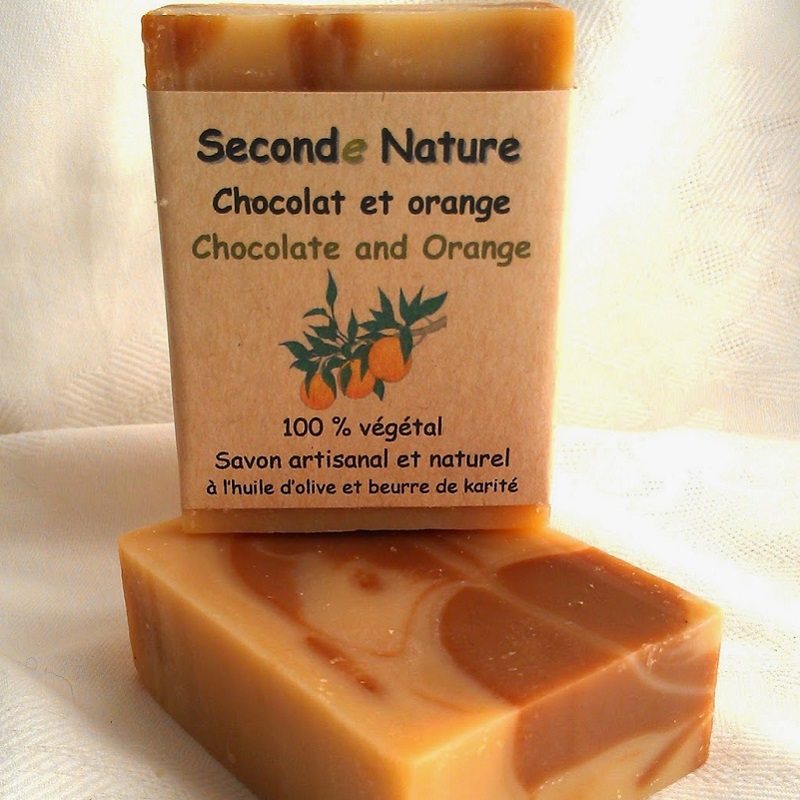 Seconde Nature
Chocolat et orange
Chocolate and Orange
100 % végétal
Savon artisanal et naturel
à l'huile d'olive et beurre de karité